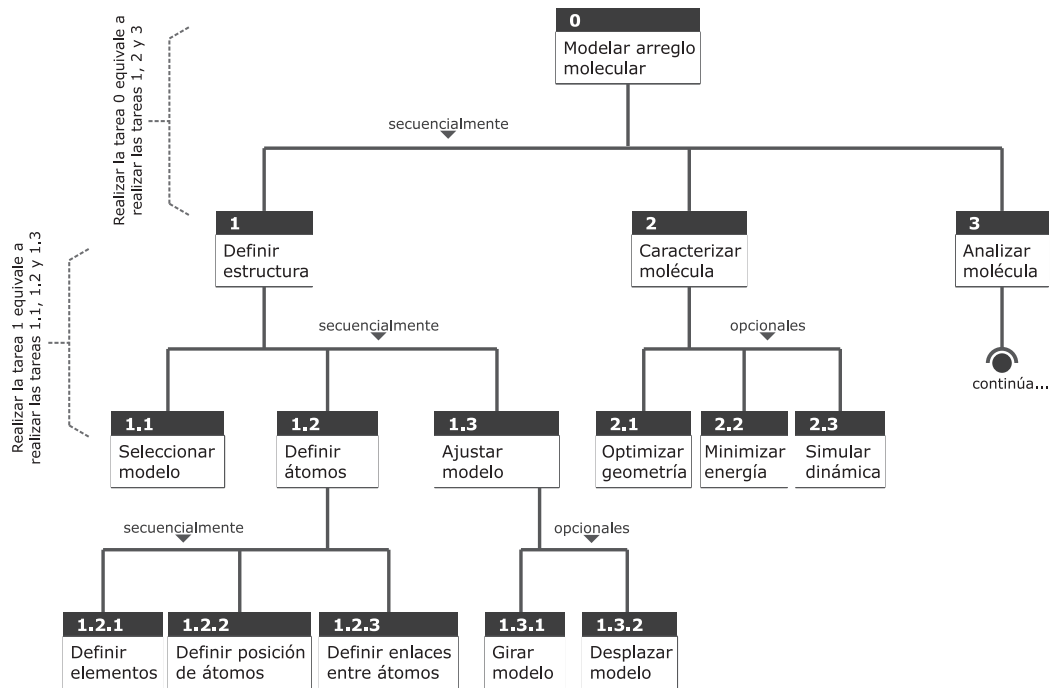 Realizar la tarea 0 equivale a
realizar las tareas 1, 2 y 3
0
Modelar arreglo
molecular
secuencialmente
Realizar la tarea 1 equivale a
realizar las tareas 1.1, 1.2 y 1.3
1
Definir
estructura
2
Caracterizar
molécula
3
Analizar
molécula
secuencialmente
opcionales
continúa...
1.1
Seleccionar
modelo
1.2
Definir
átomos
1.3
Ajustar
modelo
2.1
Optimizar
geometría
2.2
Minimizar
energía
2.3
Simular
dinámica
secuencialmente
opcionales
1.2.1
Definir
elementos
1.2.2
Definir posición
de átomos
1.2.3
Definir enlaces
entre átomos
1.3.1
Girar
modelo
1.3.2
Desplazar
modelo